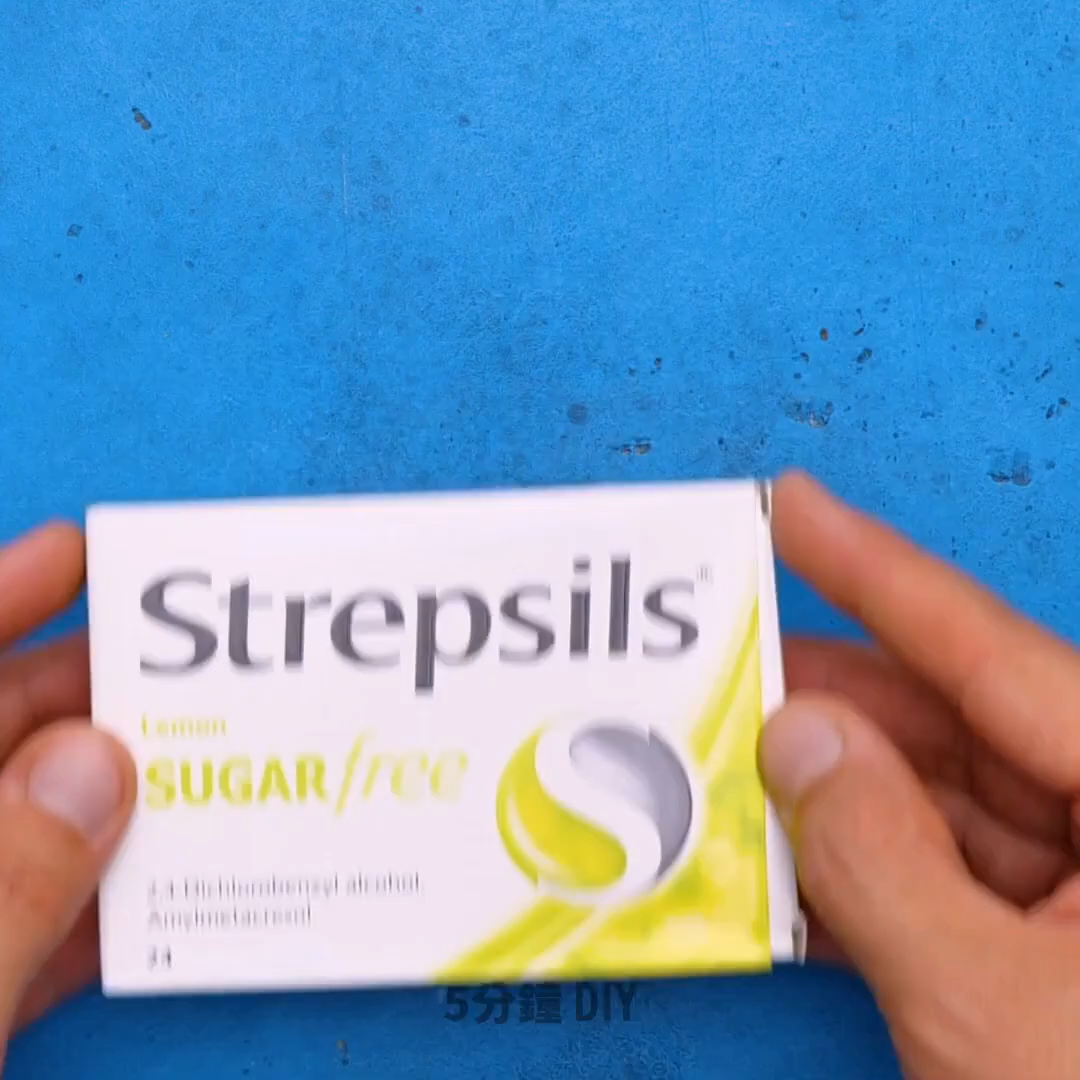 Strepsils®
Lemon
SUGAR free
2,4-Dichlorobenzyl alcohol
Amylmetacresol
24
5分鐘 DIY